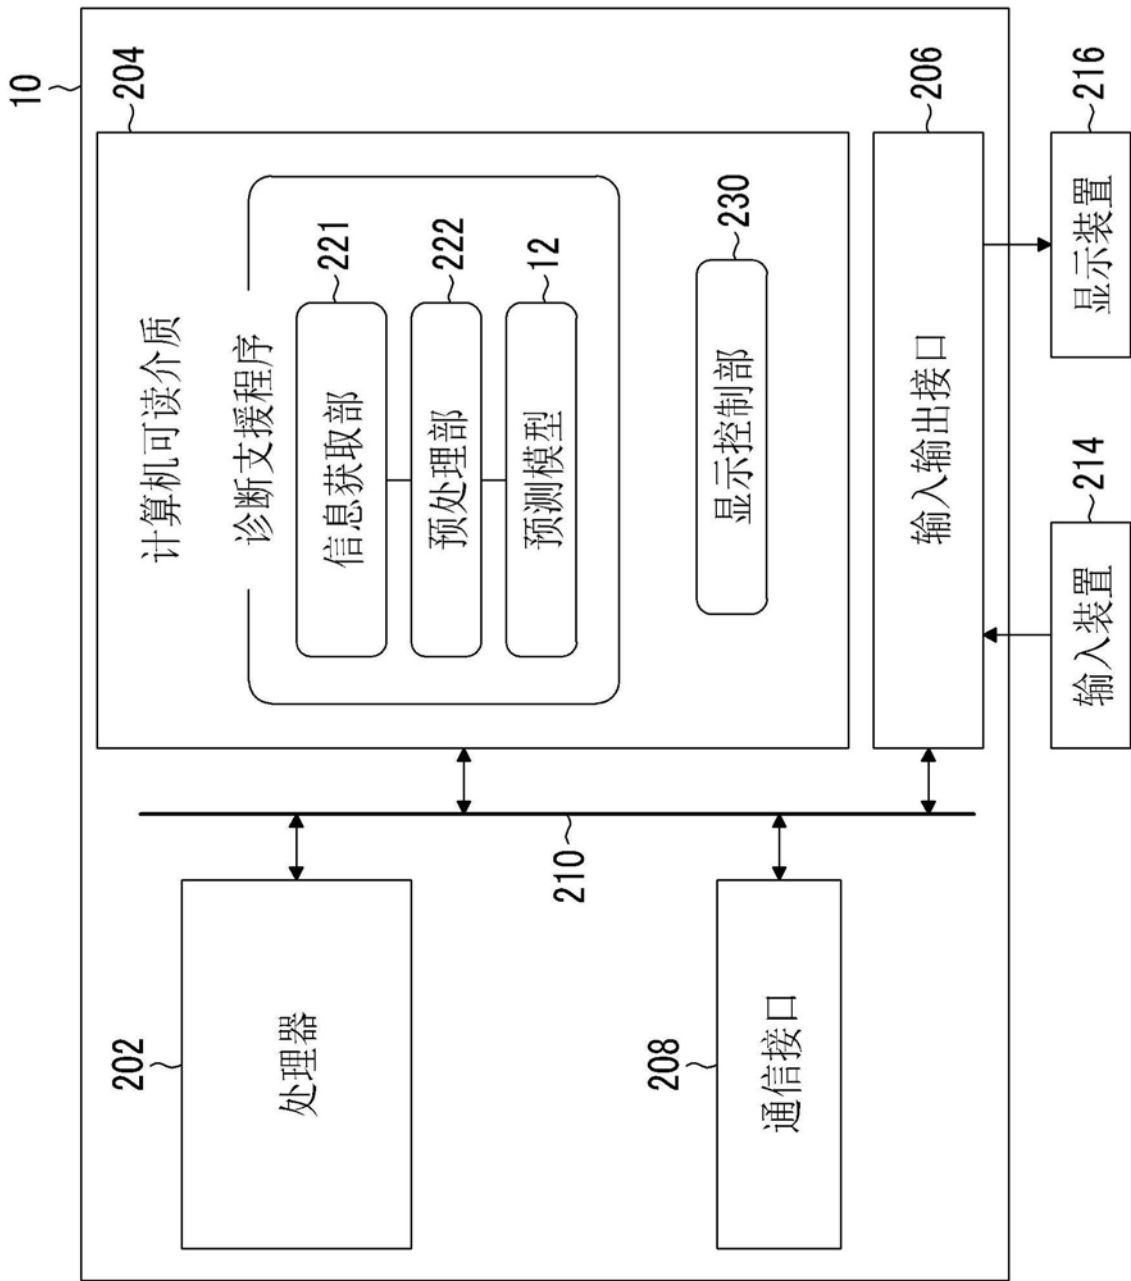 10
202
处理器
208
通信接口
210
204
计算机可读介质
诊断支援程序
信息获取部
221
预处理部
222
预测模型
12
显示控制部
230
输入输出接口
206
输入装置
214
显示装置
216